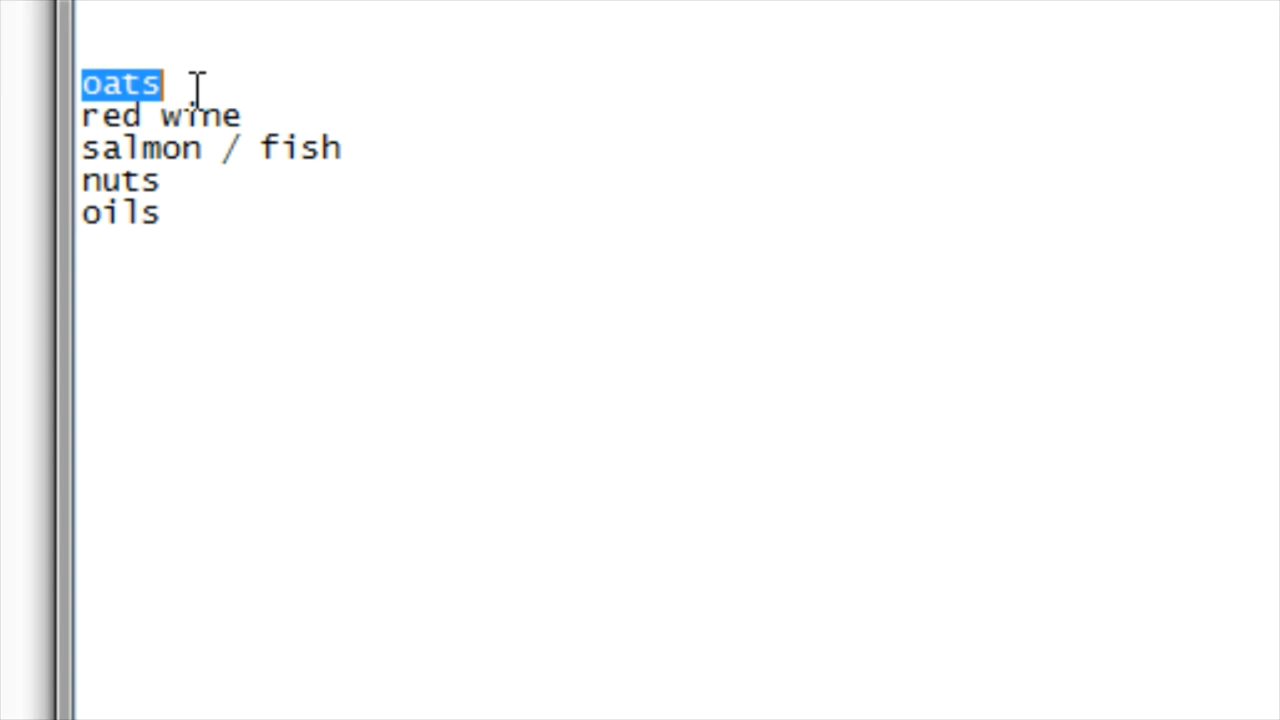 oats
red wine
salmon / fish
nuts
oils